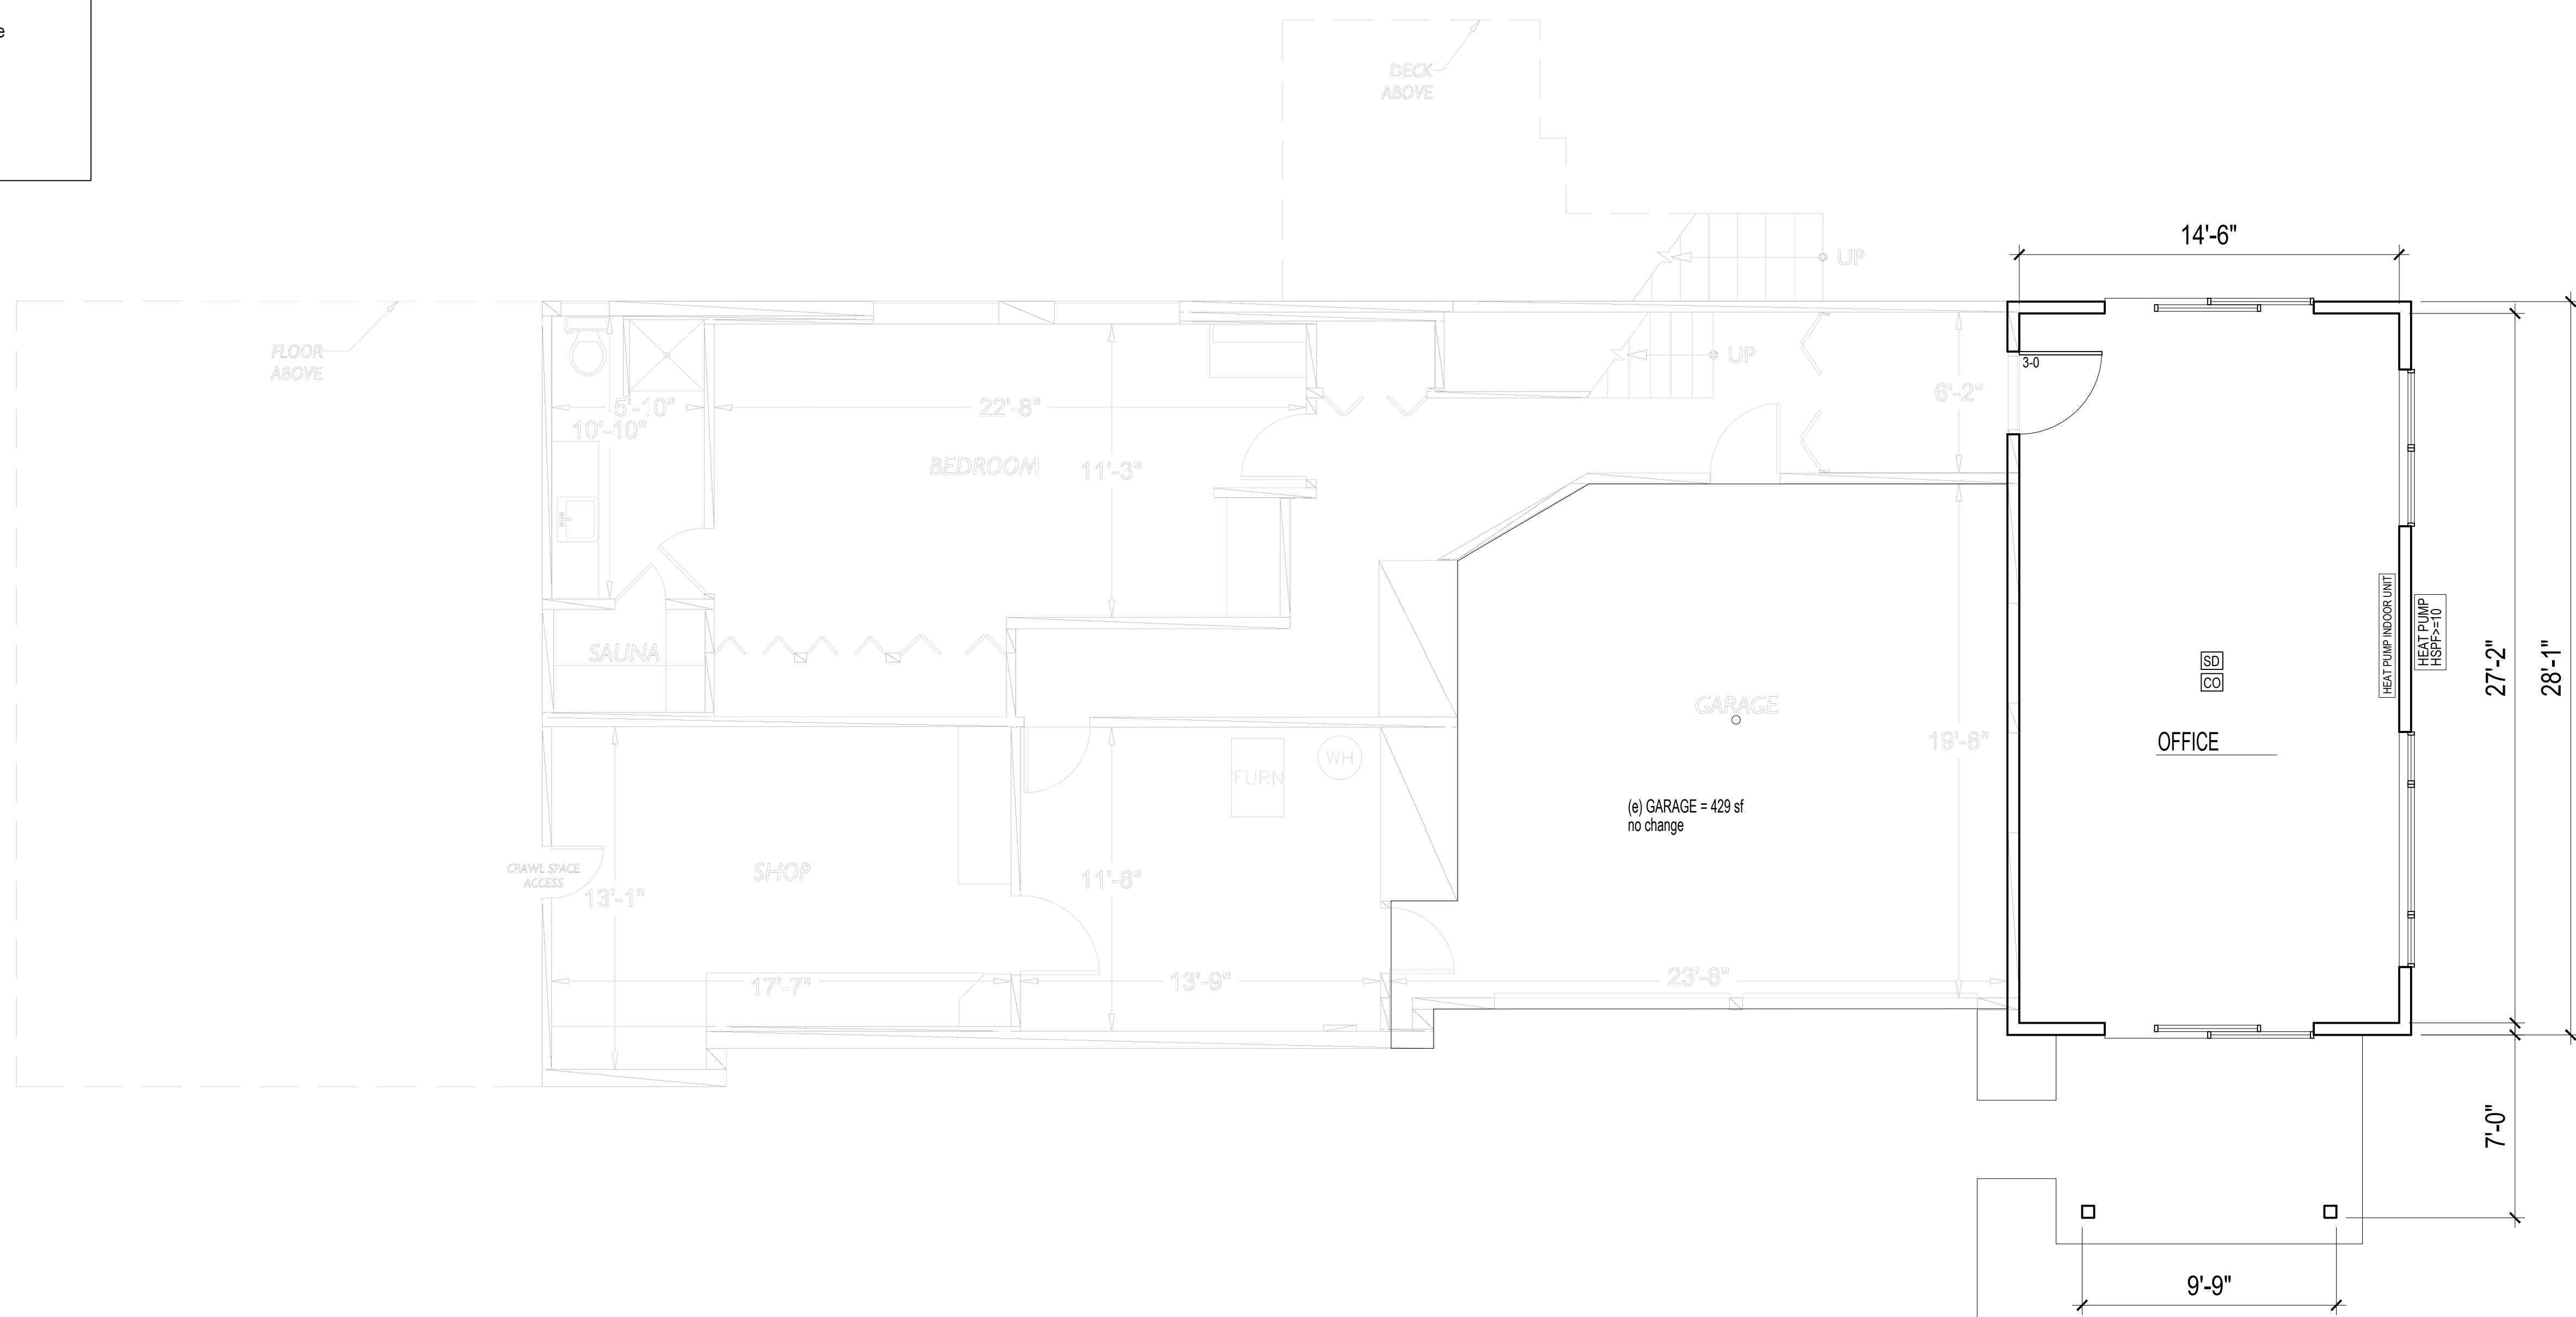 e
DECK
ABOVE
14'-6"
UP
FLOOR
ABOVE
UP
3-0
5'-10"
22'-8"
6'-2"
10'-10"
BEDROOM
11'-3"
HEAT PUMP INDOOR UNIT
HEAT PUMP
HSPF>=10
SAUNA
SD
CO
27'-2"
28'-1"
GARAGE
19'-8"
OFFICE
WH
FURN
(e) GARAGE = 429 sf
no change
CRAWL SPACE
ACCESS
SHOP
13'-1"
11'-8"
17'-7"
13'-9"
23'-8"
7'-0"
9'-9"